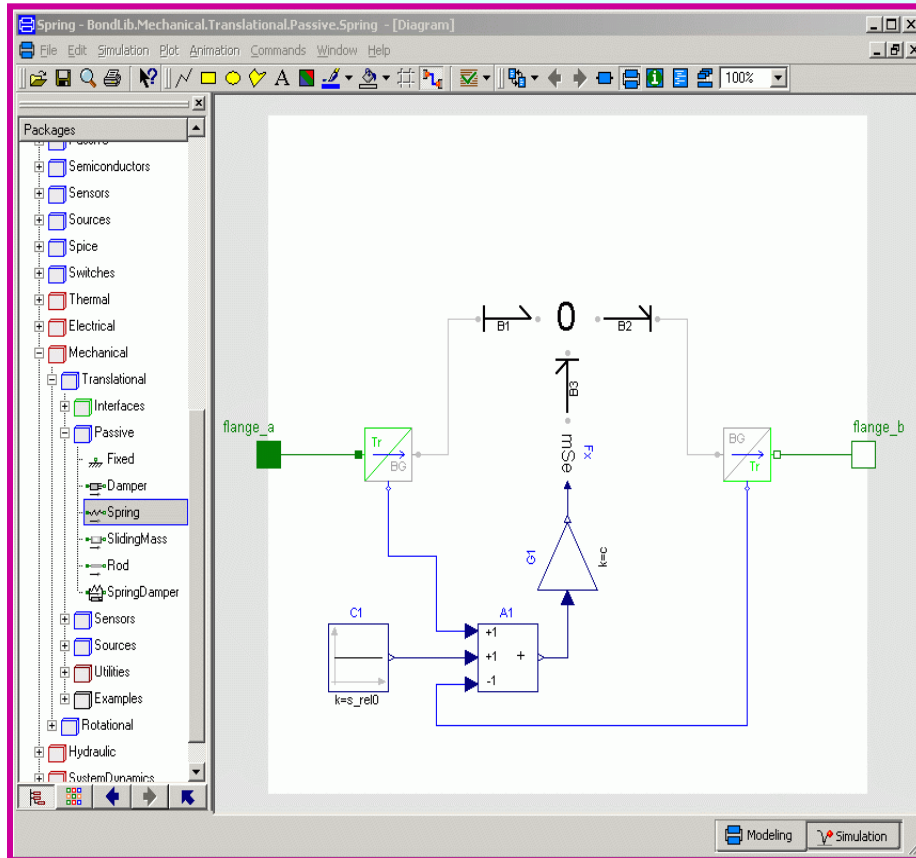 Spring - BondLib.Mechanical.Translational.Passive.Spring - [Diagram]
File Edit Simulation Plot Animation Commands Window Help
100%
Packages
Semiconductors
Sensors
Sources
Spice
Switches
Thermal
Electrical
Mechanical
Translational
Interfaces
Passive
Fixed
Damper
Spring
SlidingMass
Rod
SpringDamper
Sensors
Sources
Utilities
Examples
Rotational
Hydraulic
SystemDynamics
B1
0
B2
B3
flange_a
Tr
BG
mSe
Fx
BG
Tr
flange_b
G1
k=c
C1
k=s_rel0
A1
+1
+1
+
-1
Modeling
Simulation